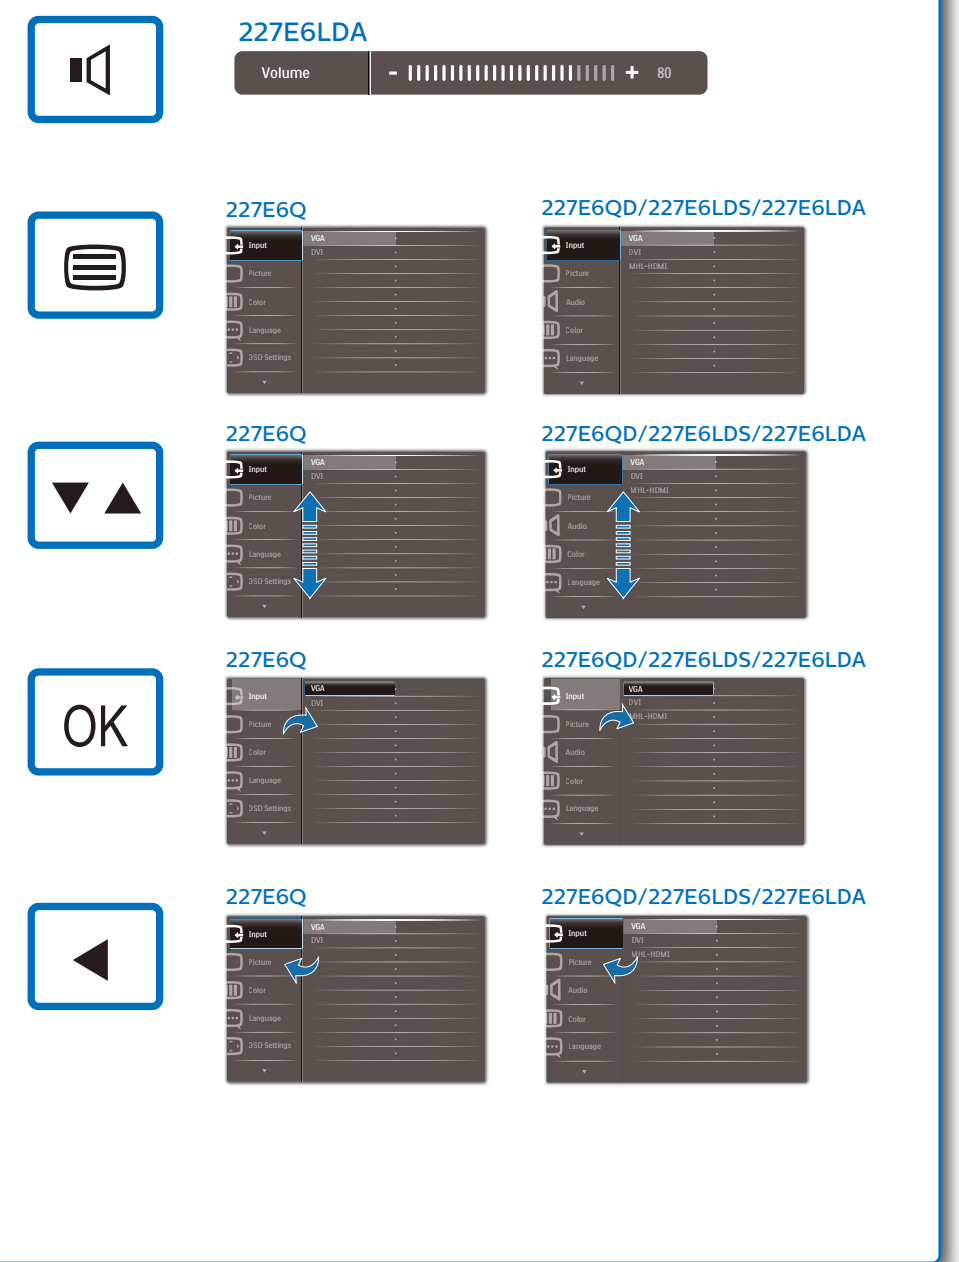 227E6LDA
Volume - + 80
227E6Q
Input
Picture
Color
Language
OSD Settings
VGA
DVI
227E6QD/227E6LDS/227E6LDA
Input
Picture
Audio
Color
Language
VGA
DVI
MHL-HDMI
227E6Q
Input
Picture
Color
Language
OSD Settings
VGA
DVI
227E6QD/227E6LDS/227E6LDA
Input
Picture
Audio
Color
Language
VGA
DVI
MHL-HDMI
OK
227E6Q
Input
Picture
Color
Language
OSD Settings
VGA
DVI
227E6QD/227E6LDS/227E6LDA
Input
Picture
Audio
Color
Language
VGA
DVI
MHL-HDMI
227E6Q
Input
Picture
Color
Language
OSD Settings
VGA
DVI
227E6QD/227E6LDS/227E6LDA
Input
Picture
Audio
Color
Language
VGA
DVI
MHL-HDMI